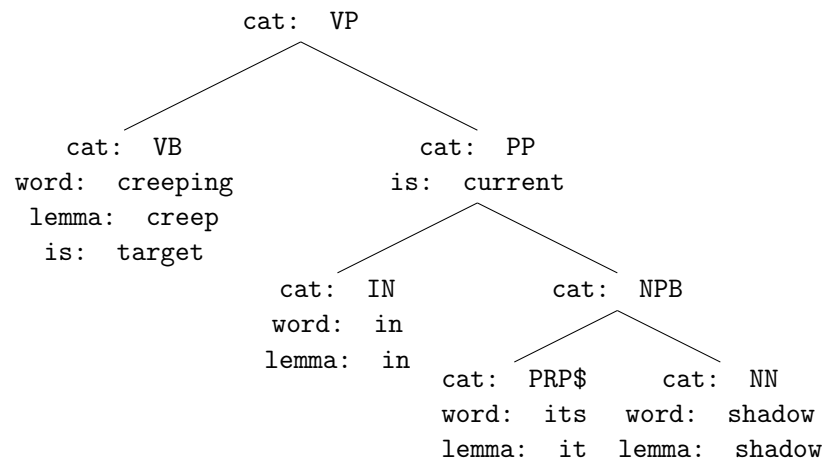 cat: VP
cat: VB
word: creeping
lemma: creep
is: target
cat: PP
is: current
cat: IN
word: in
lemma: in
cat: NPB
cat: PRP$
word: its
lemma: it
cat: NN
word: shadow
lemma: shadow